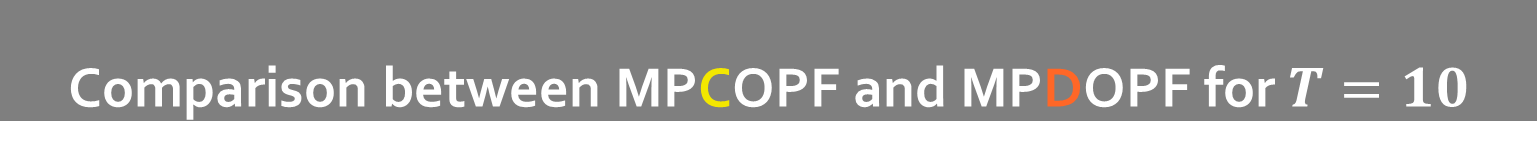 Comparison between MPCOPF and MPDOPF for T = 10